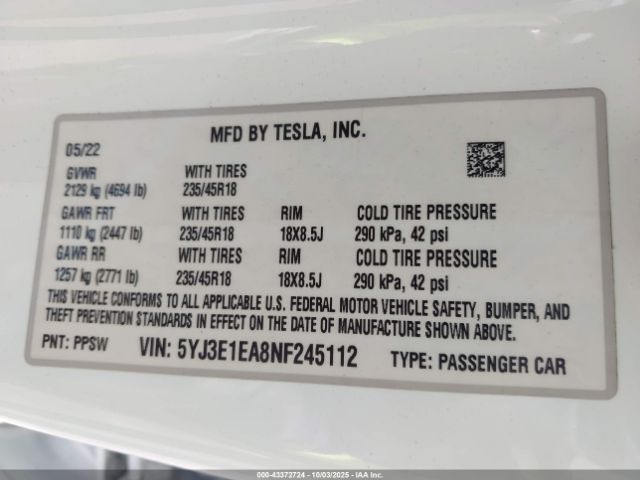 MFD BY TESLA, INC.
05/22
GVWR WITH TIRES
2129 kg (4694 lb) 235/45R18
GAWR FRT WITH TIRES RIM COLD TIRE PRESSURE
1110 kg (2447 lb) 235/45R18 18X8.5J 290 kPa, 42 psi
GAWR RR WITH TIRES RIM COLD TIRE PRESSURE
1257 kg (2771 lb) 235/45R18 18X8.5J 290 kPa, 42 psi
THIS VEHICLE CONFORMS TO ALL APPLICABLE U.S. FEDERAL MOTOR VEHICLE SAFETY, BUMPER, AND
THEFT PREVENTION STANDARDS IN EFFECT ON THE DATE OF MANUFACTURE SHOWN ABOVE.
PNT: PPSW VIN: 5YJ3E1EA8NF245112 TYPE: PASSENGER CAR
000-43372724 | 10/03/2025 | IAAI.COM